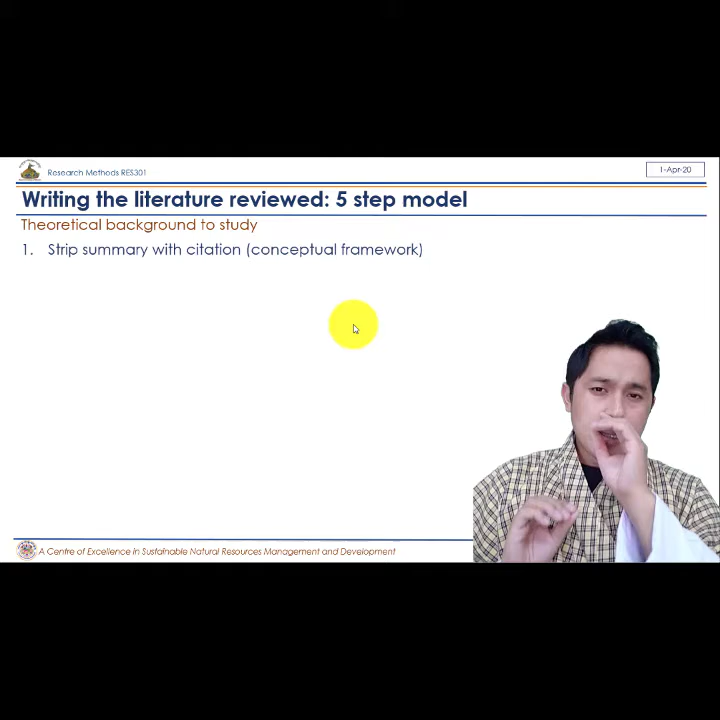 Research Methods RES301
1-Apr-20
Writing the literature reviewed: 5 step model
Theoretical background to study
1. Strip summary with citation (conceptual framework)
A Centre of Excellence in Sustainable Natural Resources Management and Development